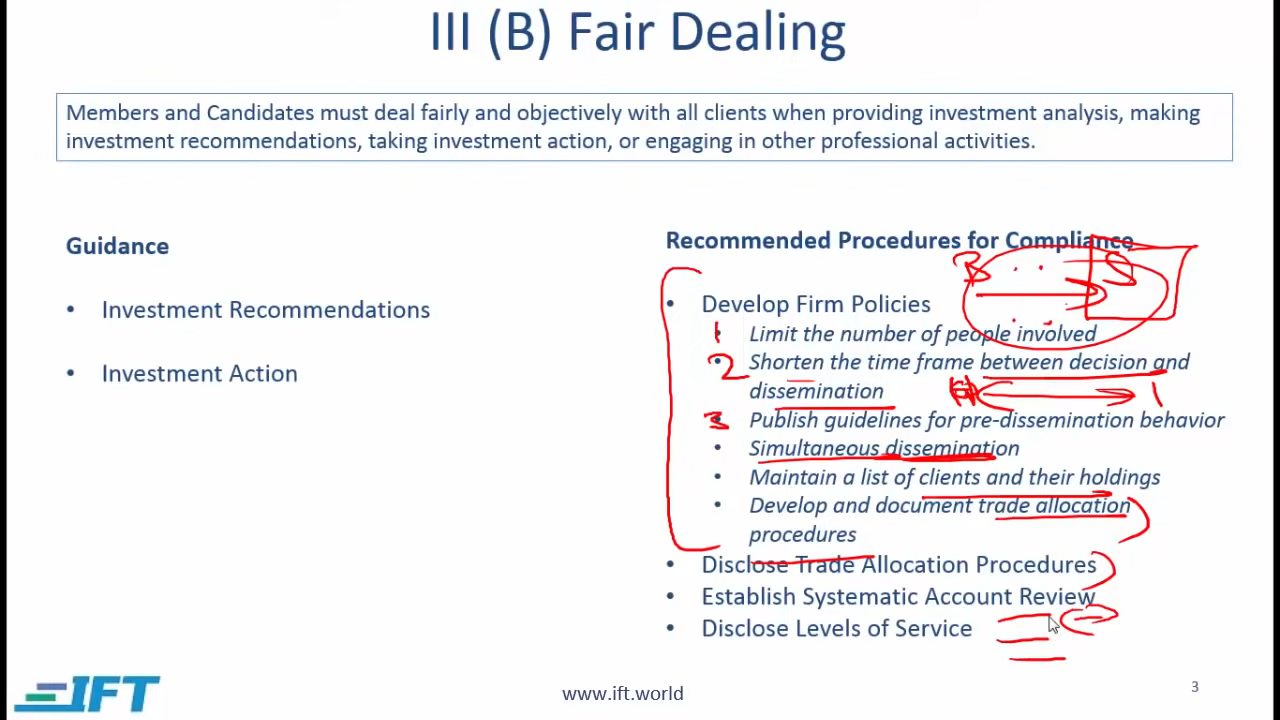 III (B) Fair Dealing
Members and Candidates must deal fairly and objectively with all clients when providing investment analysis, making
investment recommendations, taking investment action, or engaging in other professional activities.
Guidance
• Investment Recommendations
• Investment Action
Recommended Procedures for Compliance
B S
• Develop Firm Policies
1 • Limit the number of people involved
2 • Shorten the time frame between decision and
dissemination
3 • Publish guidelines for pre-dissemination behavior
• Simultaneous dissemination
• Maintain a list of clients and their holdings
• Develop and document trade allocation
procedures
• Disclose Trade Allocation Procedures
• Establish Systematic Account Review
• Disclose Levels of Service
IFT
www.ift.world
3